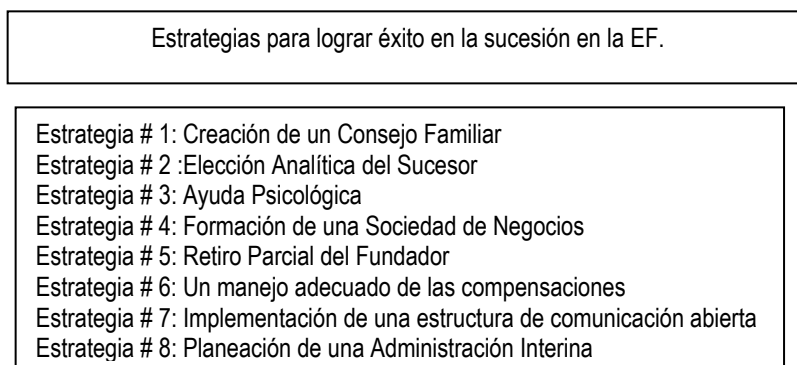 Estrategias para lograr éxito en la sucesión en la EF.
Estrategia # 1: Creación de un Consejo Familiar
Estrategia # 2 :Elección Analítica del Sucesor
Estrategia # 3: Ayuda Psicológica
Estrategia # 4: Formación de una Sociedad de Negocios
Estrategia # 5: Retiro Parcial del Fundador
Estrategia # 6: Un manejo adecuado de las compensaciones
Estrategia # 7: Implementación de una estructura de comunicación abierta
Estrategia # 8: Planeación de una Administración Interina